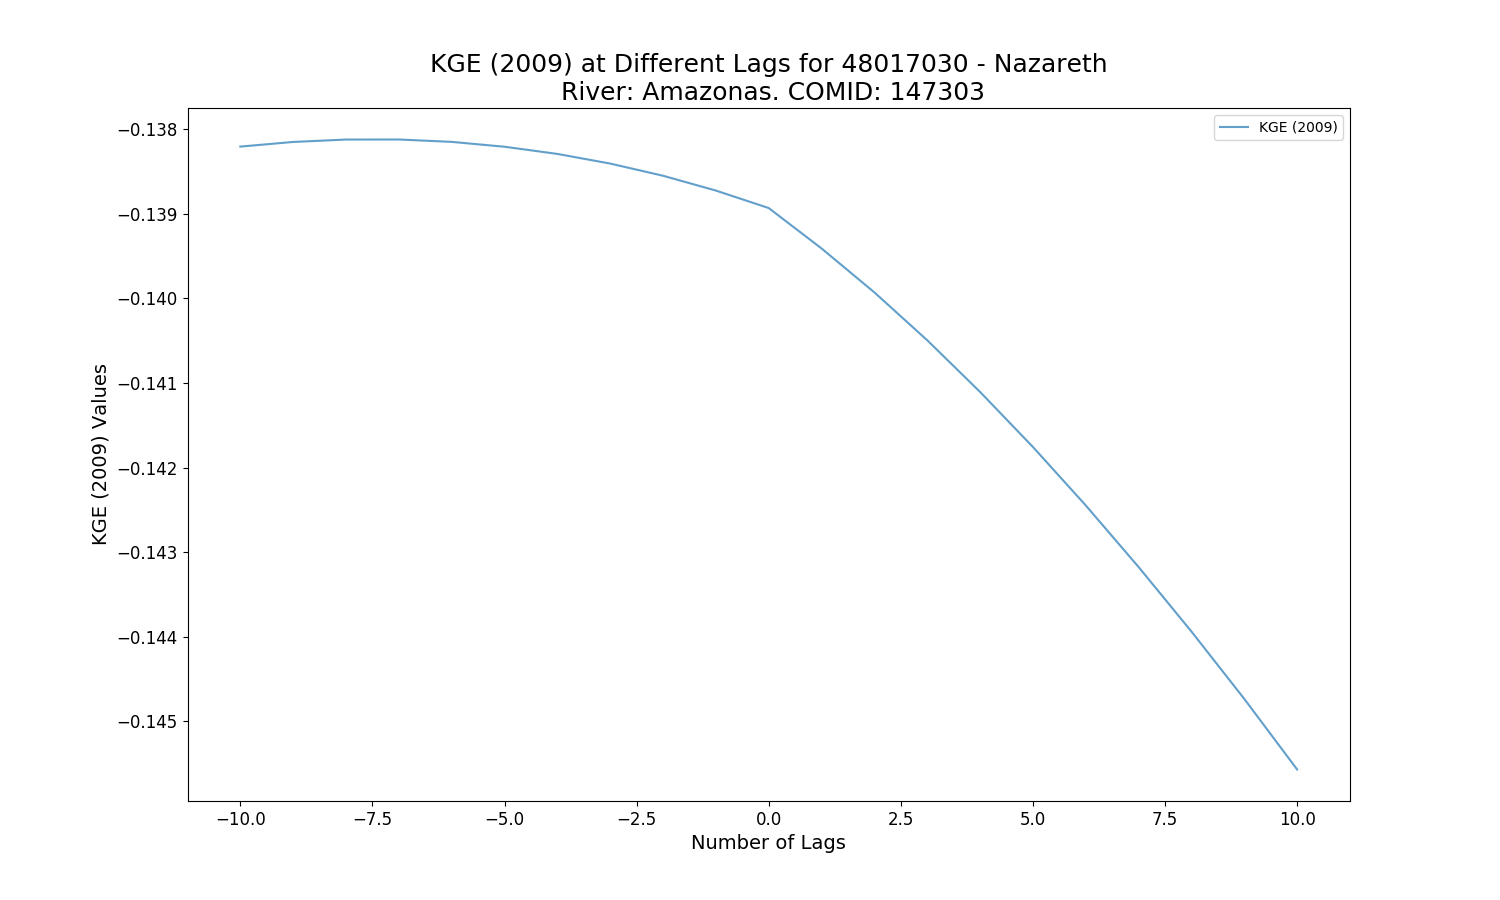 KGE (2009) at Different Lags for 48017030 - Nazareth
River: Amazonas. COMID: 147303
KGE (2009)
−0.138
−0.139
−0.140
−0.141
−0.142
−0.143
−0.144
−0.145
KGE (2009) Values
−10.0 −7.5 −5.0 −2.5 0.0 2.5 5.0 7.5 10.0
Number of Lags